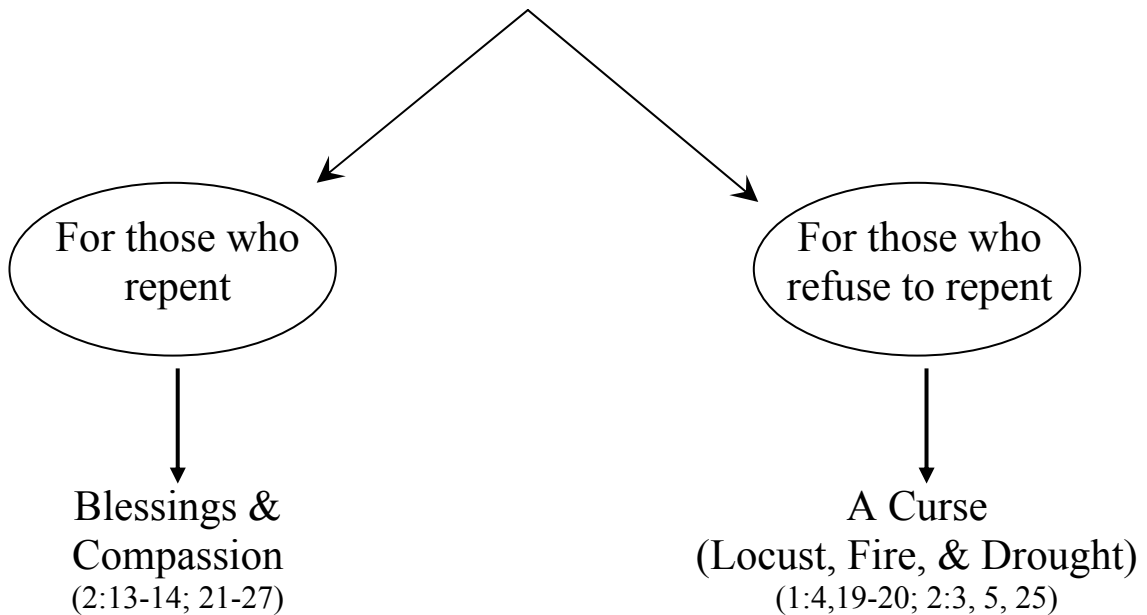 For those who
repent
For those who
refuse to repent
Blessings &
Compassion
(2:13-14; 21-27)
A Curse
(Locust, Fire, & Drought)
(1:4,19-20; 2:3, 5, 25)